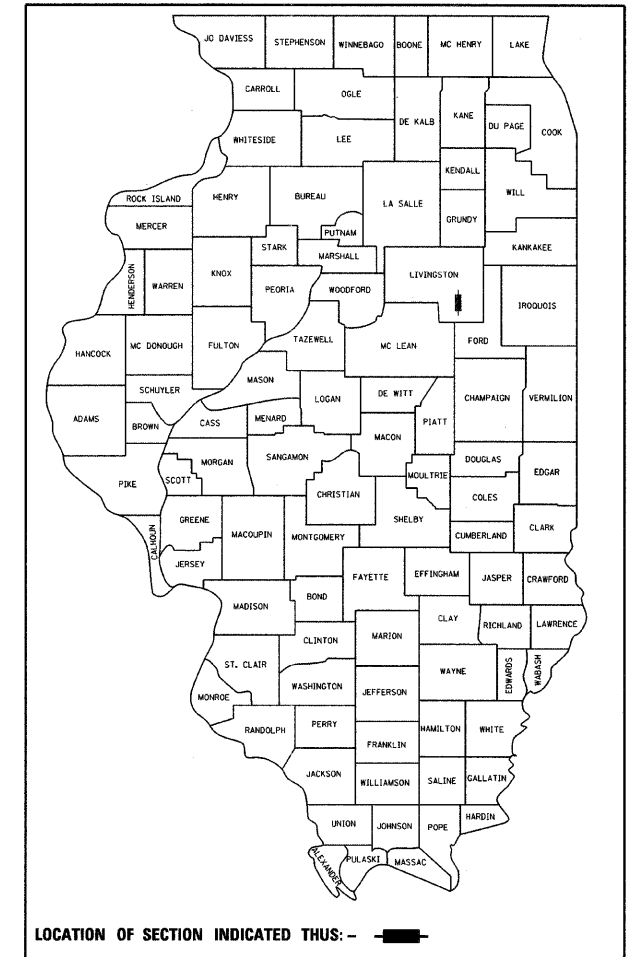 JO DAVIESS STEPHENSON WINNEBAGO BOONE MC HENRY LAKE
CARROLL OGLE DE KALB KANE DU PAGE COOK
WHITESIDE LEE
KENDALL WILL
ROCK ISLAND HENRY BUREAU LA SALLE GRUNDY
MERCER PUTNAM
STARK MARSHALL KANKAKEE
HENDERSON WARREN KNOX PEORIA WOODFORD LIVINGSTON IROQUOIS
HANCOCK MC DONOUGH FULTON TAZEWELL MC LEAN FORD
MASON
SCHUYLER LOGAN DE WITT CHAMPAIGN VERMILION
ADAMS BROWN CASS MENARD MACON PIATT
SANGAMON DOUGLAS EDGAR
PIKE SCOTT MORGAN CHRISTIAN MOULTRIE COLES
CALHOUN GREENE MACOUPIN MONTGOMERY SHELBY CUMBERLAND CLARK
JERSEY FAYETTE EFFINGHAM JASPER CRAWFORD
MADISON BOND
CLAY RICHLAND LAWRENCE
CLINTON MARION
ST. CLAIR WAYNE EDWARDS WABASH
WASHINGTON
MONROE JEFFERSON
RANDOLPH PERRY HAMILTON WHITE
FRANKLIN
JACKSON WILLIAMSON SALINE GALLATIN
UNION JOHNSON POPE HARDIN
ALEXANDER PULASKI MASSAC
LOCATION OF SECTION INDICATED THUS: -